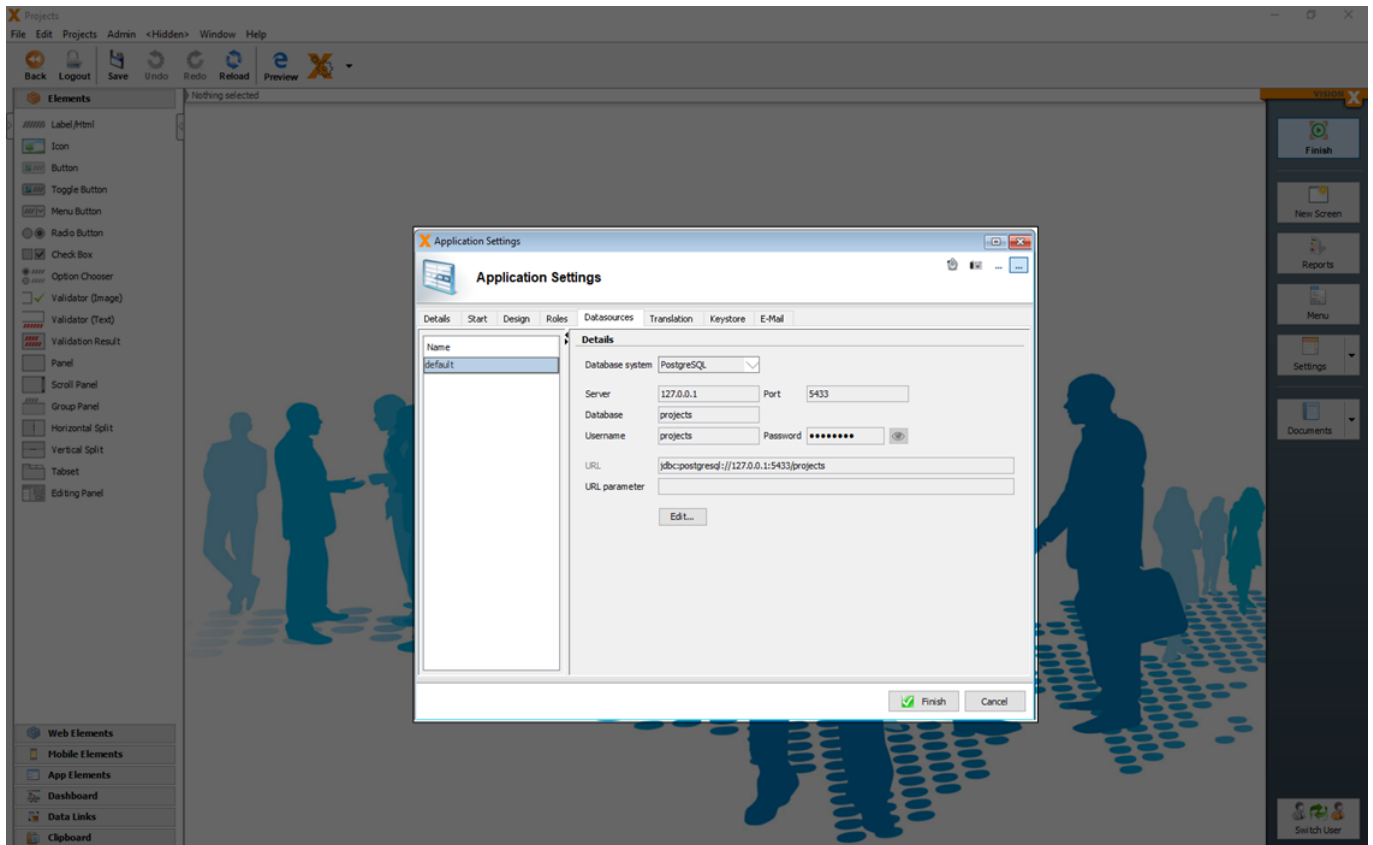 Projects
File Edit Projects Admin <Hidden> Window Help
Back Logout Save Undo Redo Reload Preview
Elements
Nothing selected
VISION X
Label/Html
Icon
Button
Toggle Button
Menu Button
Radio Button
Check Box
Option Chooser
Validator (Image)
Validator (Text)
Validation Result
Panel
Scroll Panel
Group Panel
Horizontal Split
Vertical Split
Tabset
Editing Panel
Web Elements
Mobile Elements
App Elements
Dashboard
Data Links
Clipboard
Application Settings
Application Settings
... ...
Details Start Design Roles Datasources Translation Keystore E-Mail
Name
default
Details
Database system PostgreSQL
Server 127.0.0.1 Port 5433
Database projects
Username projects Password ••••••••
URL jdbc:postgresql://127.0.0.1:5433/projects
URL parameter
Edit...
Finish Cancel
Finish
New Screen
Reports
Menu
Settings
Documents
Switch User